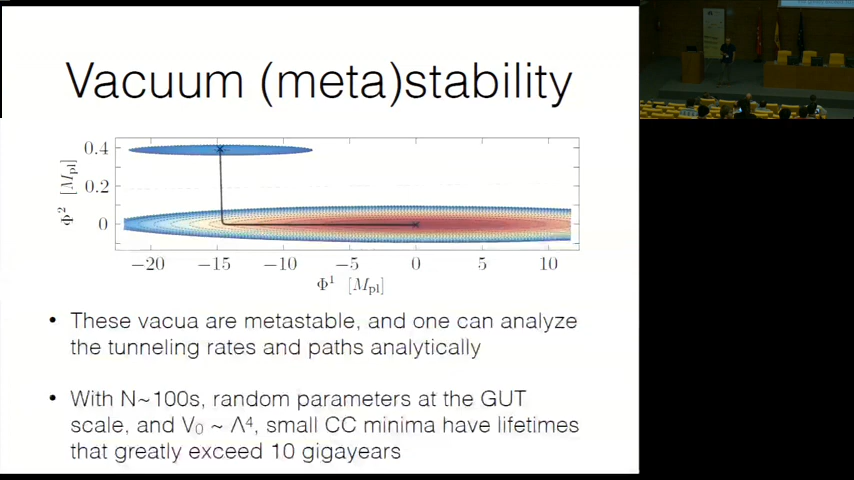 Vacuum (meta)stability
0.4
0.2
0
Φ² [Mpl]
−20 −15 −10 −5 0 5 10
Φ¹ [Mpl]
• These vacua are metastable, and one can analyze
the tunneling rates and paths analytically
• With N~100s, random parameters at the GUT
scale, and V₀ ~ Λ⁴, small CC minima have lifetimes
that greatly exceed 10 gigayears